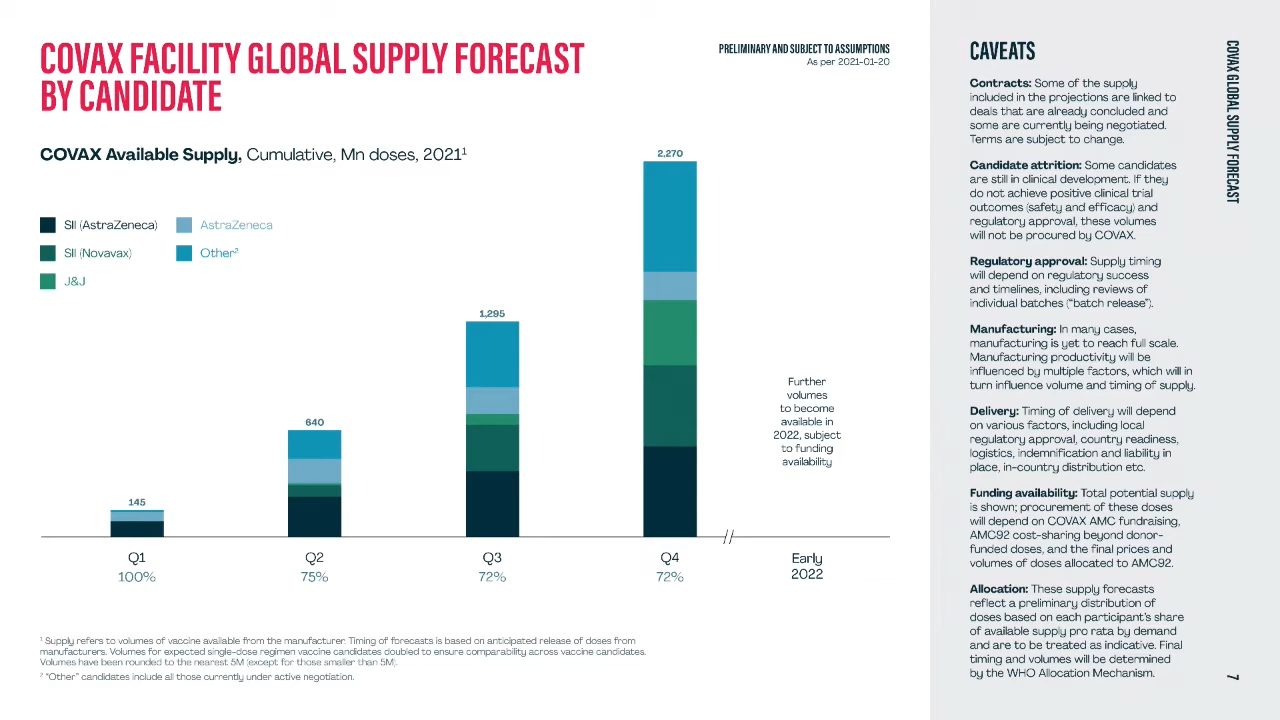 COVAX FACILITY GLOBAL SUPPLY FORECAST
BY CANDIDATE
PRELIMINARY AND SUBJECT TO ASSUMPTIONS
As per 2021-01-20
COVAX Available Supply, Cumulative, Mn doses, 2021¹
SII (AstraZeneca)
AstraZeneca
SII (Novavax)
Other²
J&J
145
640
1,295
2,270
Further
volumes
to become
available in
2022, subject
to funding
availability
Q1
Q2
Q3
Q4
Early
2022
100%
75%
72%
72%
¹ Supply refers to volumes of vaccine available from the manufacturer. Timing of forecasts is based on anticipated release of doses from
manufacturers. Volumes for expected single-dose regimen vaccine candidates doubled to ensure comparability across vaccine candidates.
Volumes have been rounded to the nearest 5M (except for those smaller than 5M).
² “Other” candidates include all those currently under active negotiation.
CAVEATS
Contracts: Some of the supply
included in the projections are linked to
deals that are already concluded and
some are currently being negotiated.
Terms are subject to change.
Candidate attrition: Some candidates
are still in clinical development. If they
do not achieve positive clinical trial
outcomes (safety and efficacy) and
regulatory approval, these volumes
will not be procured by COVAX.
Regulatory approval: Supply timing
will depend on regulatory success
and timelines, including reviews of
individual batches (“batch release”).
Manufacturing: In many cases,
manufacturing is yet to reach full scale.
Manufacturing productivity will be
influenced by multiple factors, which will in
turn influence volume and timing of supply.
Delivery: Timing of delivery will depend
on various factors, including local
regulatory approval, country readiness,
logistics, indemnification and liability in
place, in-country distribution etc.
Funding availability: Total potential supply
is shown; procurement of these doses
will depend on COVAX AMC fundraising,
AMC92 cost-sharing beyond donor-
funded doses, and the final prices and
volumes of doses allocated to AMC92.
Allocation: These supply forecasts
reflect a preliminary distribution of
doses based on each participant’s share
of available supply pro rata by demand
and are to be treated as indicative. Final
timing and volumes will be determined
by the WHO Allocation Mechanism.
COVAX GLOBAL SUPPLY FORECAST
7